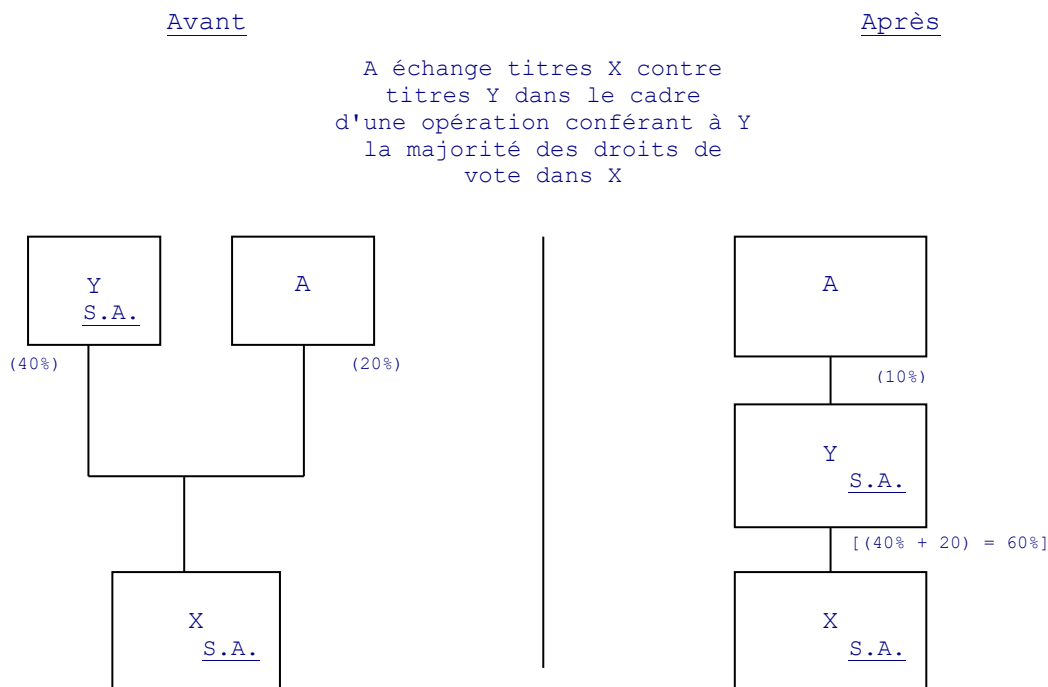 Avant
Après
A échange titres X contre
titres Y dans le cadre
d'une opération conférant à Y
la majorité des droits de
vote dans X
Y
S.A.
A
A
(40%)
(20%)
(10%)
Y
S.A.
[(40% + 20) = 60%]
X
S.A.
X
S.A.